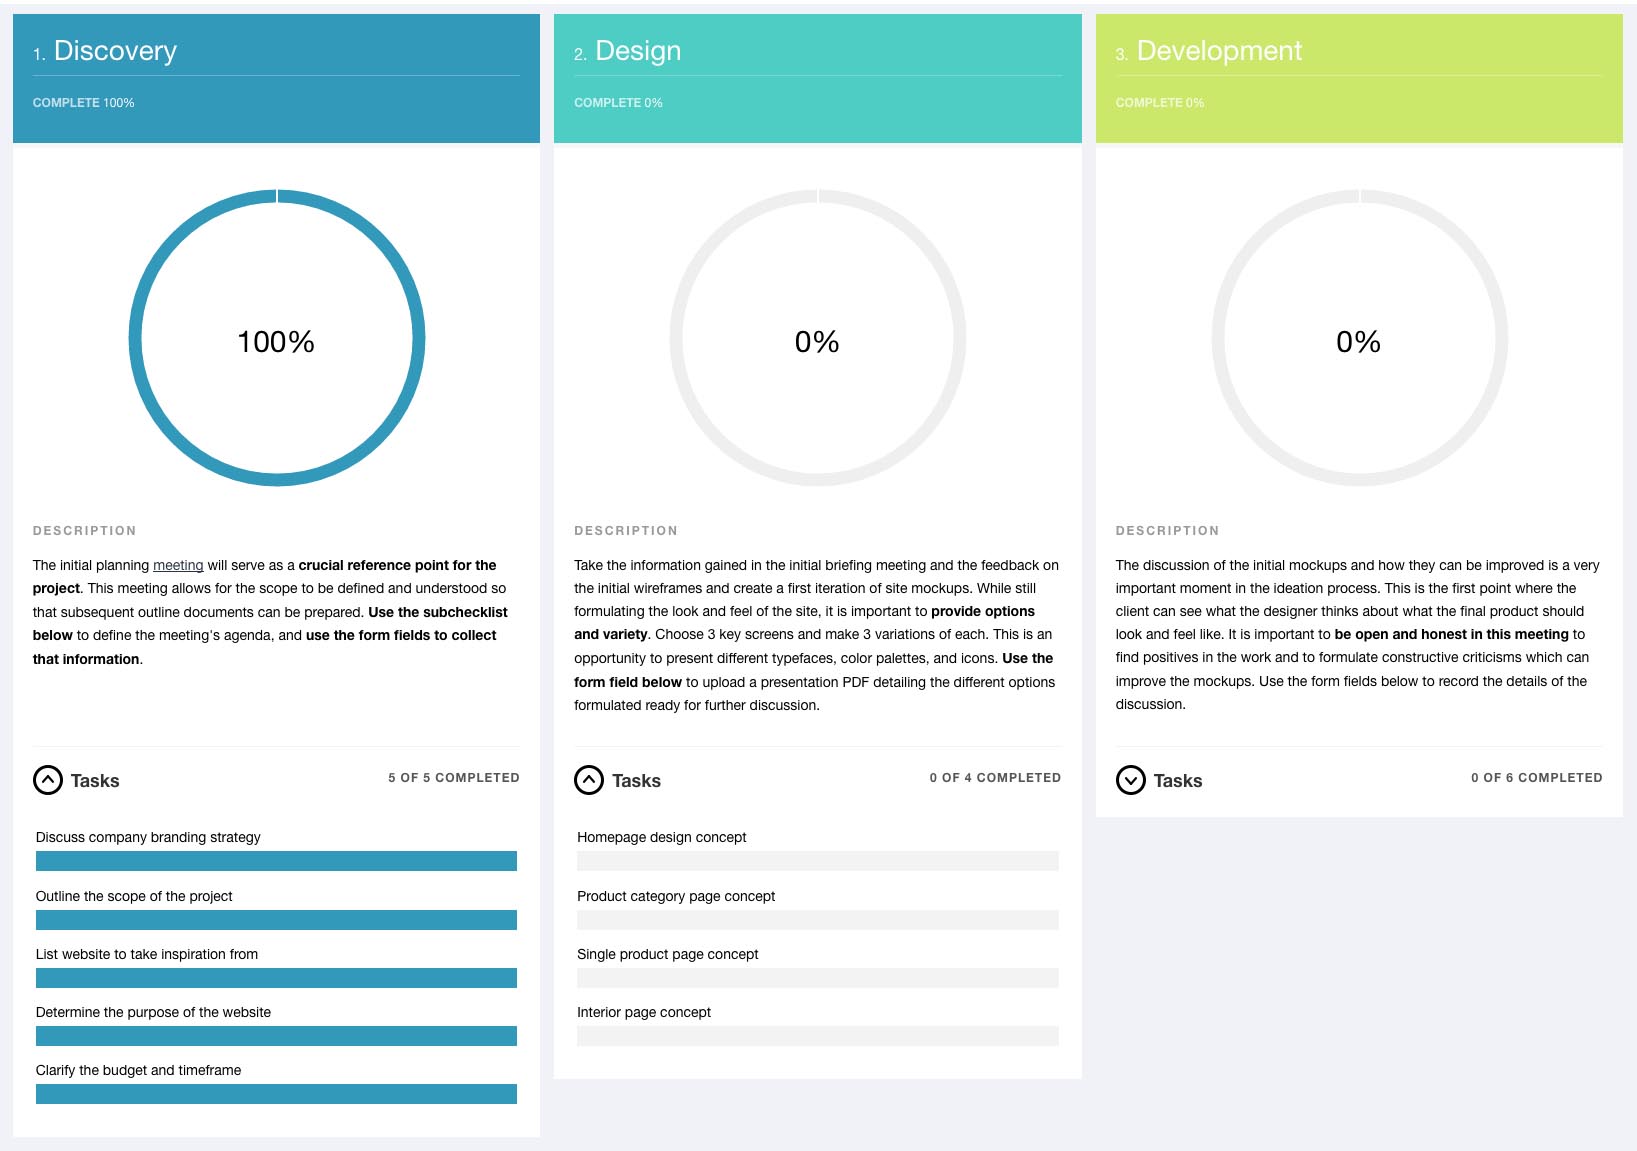 1. Discovery
COMPLETE 100%
100%
DESCRIPTION
The initial planning meeting will serve as a crucial reference point for the
project. This meeting allows for the scope to be defined and understood so
that subsequent outline documents can be prepared. Use the subchecklist
below to define the meeting's agenda, and use the form fields to collect
that information.
Tasks
5 OF 5 COMPLETED
Discuss company branding strategy
Outline the scope of the project
List website to take inspiration from
Determine the purpose of the website
Clarify the budget and timeframe
2. Design
COMPLETE 0%
0%
DESCRIPTION
Take the information gained in the initial briefing meeting and the feedback on
the initial wireframes and create a first iteration of site mockups. While still
formulating the look and feel of the site, it is important to provide options
and variety. Choose 3 key screens and make 3 variations of each. This is an
opportunity to present different typefaces, color palettes, and icons. Use the
form field below to upload a presentation PDF detailing the different options
formulated ready for further discussion.
Tasks
0 OF 4 COMPLETED
Homepage design concept
Product category page concept
Single product page concept
Interior page concept
3. Development
COMPLETE 0%
0%
DESCRIPTION
The discussion of the initial mockups and how they can be improved is a very
important moment in the ideation process. This is the first point where the
client can see what the designer thinks about what the final product should
look and feel like. It is important to be open and honest in this meeting to
find positives in the work and to formulate constructive criticisms which can
improve the mockups. Use the form fields below to record the details of the
discussion.
Tasks
0 OF 6 COMPLETED